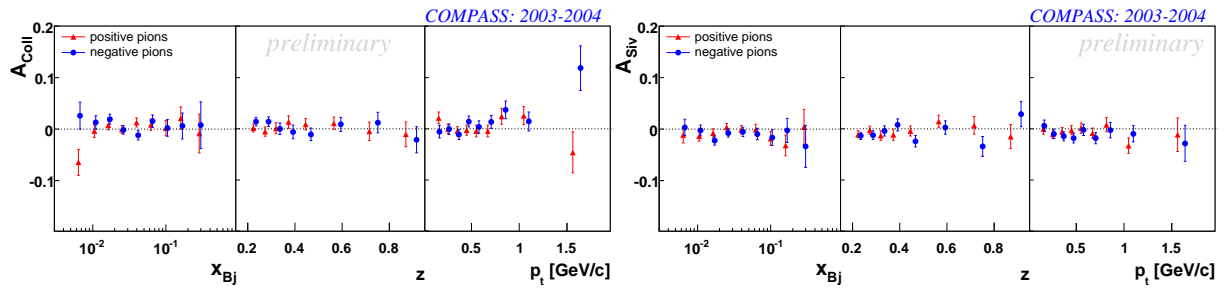 COMPASS: 2003-2004
A_Coll
0.2
0.1
0
-0.1
positive pions
negative pions
preliminary
10^-2 10^-1
0.2 0.4 0.6 0.8
0.5 1 1.5
x_Bj
z
p_t [GeV/c]
COMPASS: 2003-2004
A_Siv
0.2
0.1
0
-0.1
positive pions
negative pions
preliminary
10^-2 10^-1
0.2 0.4 0.6 0.8
0.5 1 1.5
x_Bj
z
p_t [GeV/c]